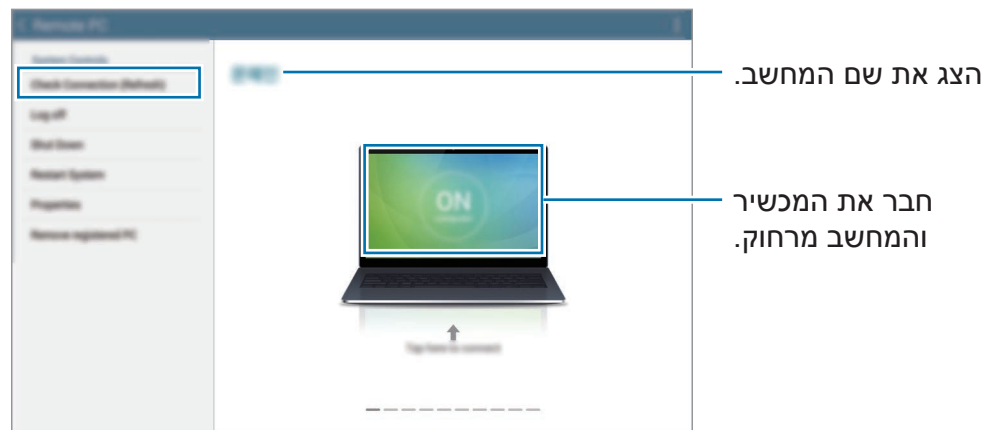 Remote PC
System Controls
Check Connection (Refresh)
Log off
Shut Down
Restart System
Properties
Remove registered PC
ON
Tap here to connect
הצג את שם המחשב.
חבר את המכשיר
והמחשב מרחוק.